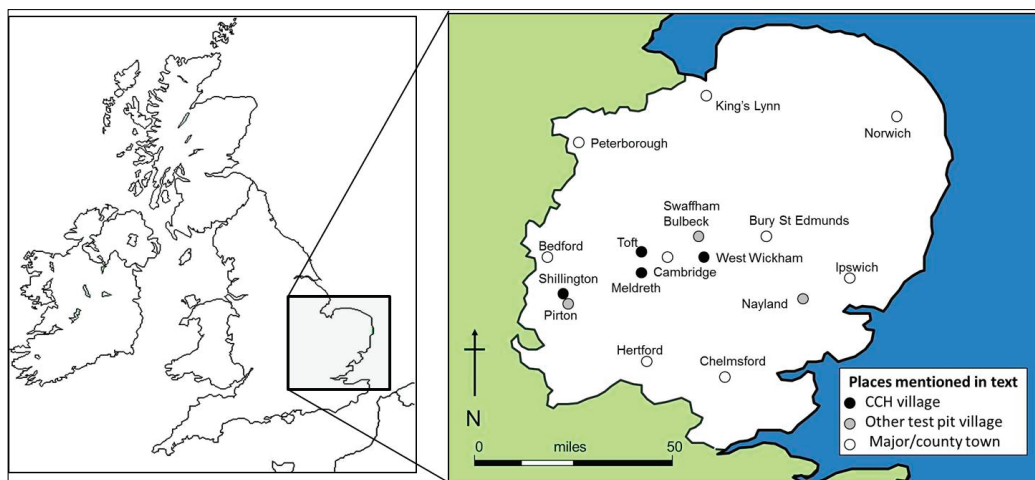 King's Lynn
Norwich
Peterborough
Swaffham
Bulbeck
Bury St Edmunds
Toft
Bedford
West Wickham
Cambridge
Ipswich
Shillington
Meldreth
Nayland
Pirton
Hertford
Chelmsford
N
0 miles 50
Places mentioned in text
CCH village
Other test pit village
Major/county town